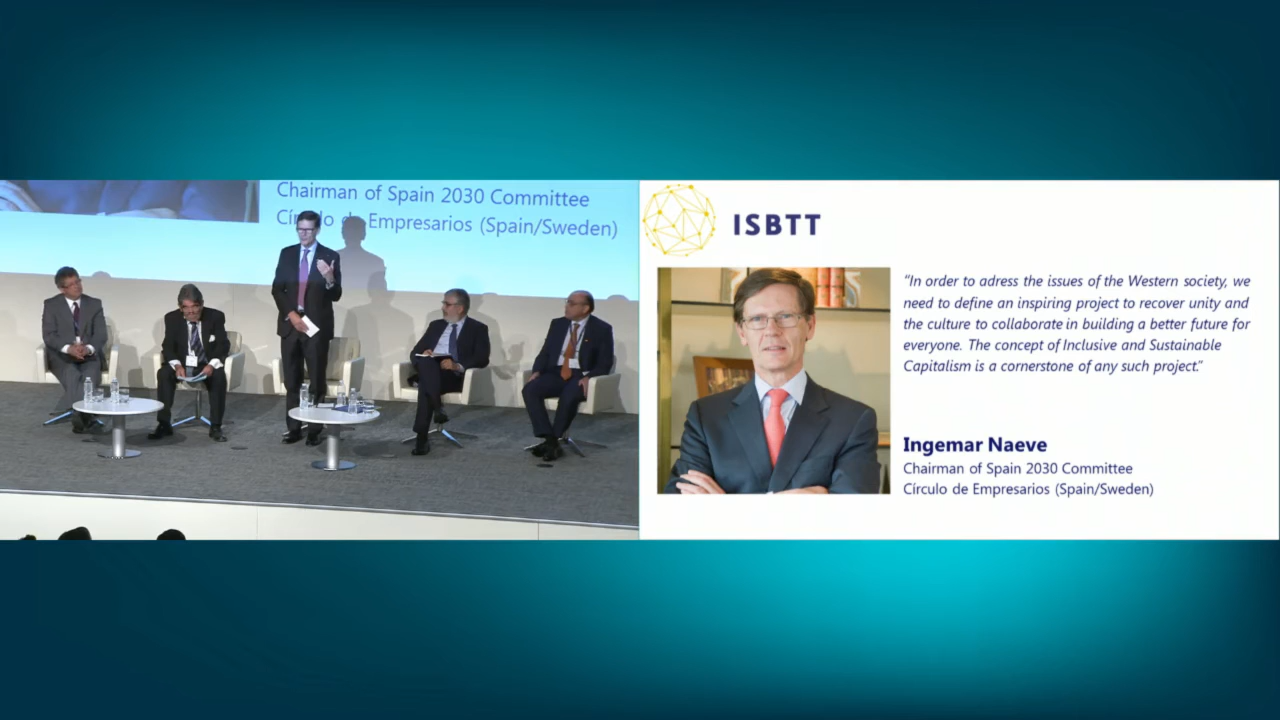 Chairman of Spain 2030 Committee
Círculo de Empresarios (Spain/Sweden)
ISBTT
“In order to adress the issues of the Western society, we
need to define an inspiring project to recover unity and
the culture to collaborate in building a better future for
everyone. The concept of Inclusive and Sustainable
Capitalism is a cornerstone of any such project.”
Ingemar Naeve
Chairman of Spain 2030 Committee
Círculo de Empresarios (Spain/Sweden)